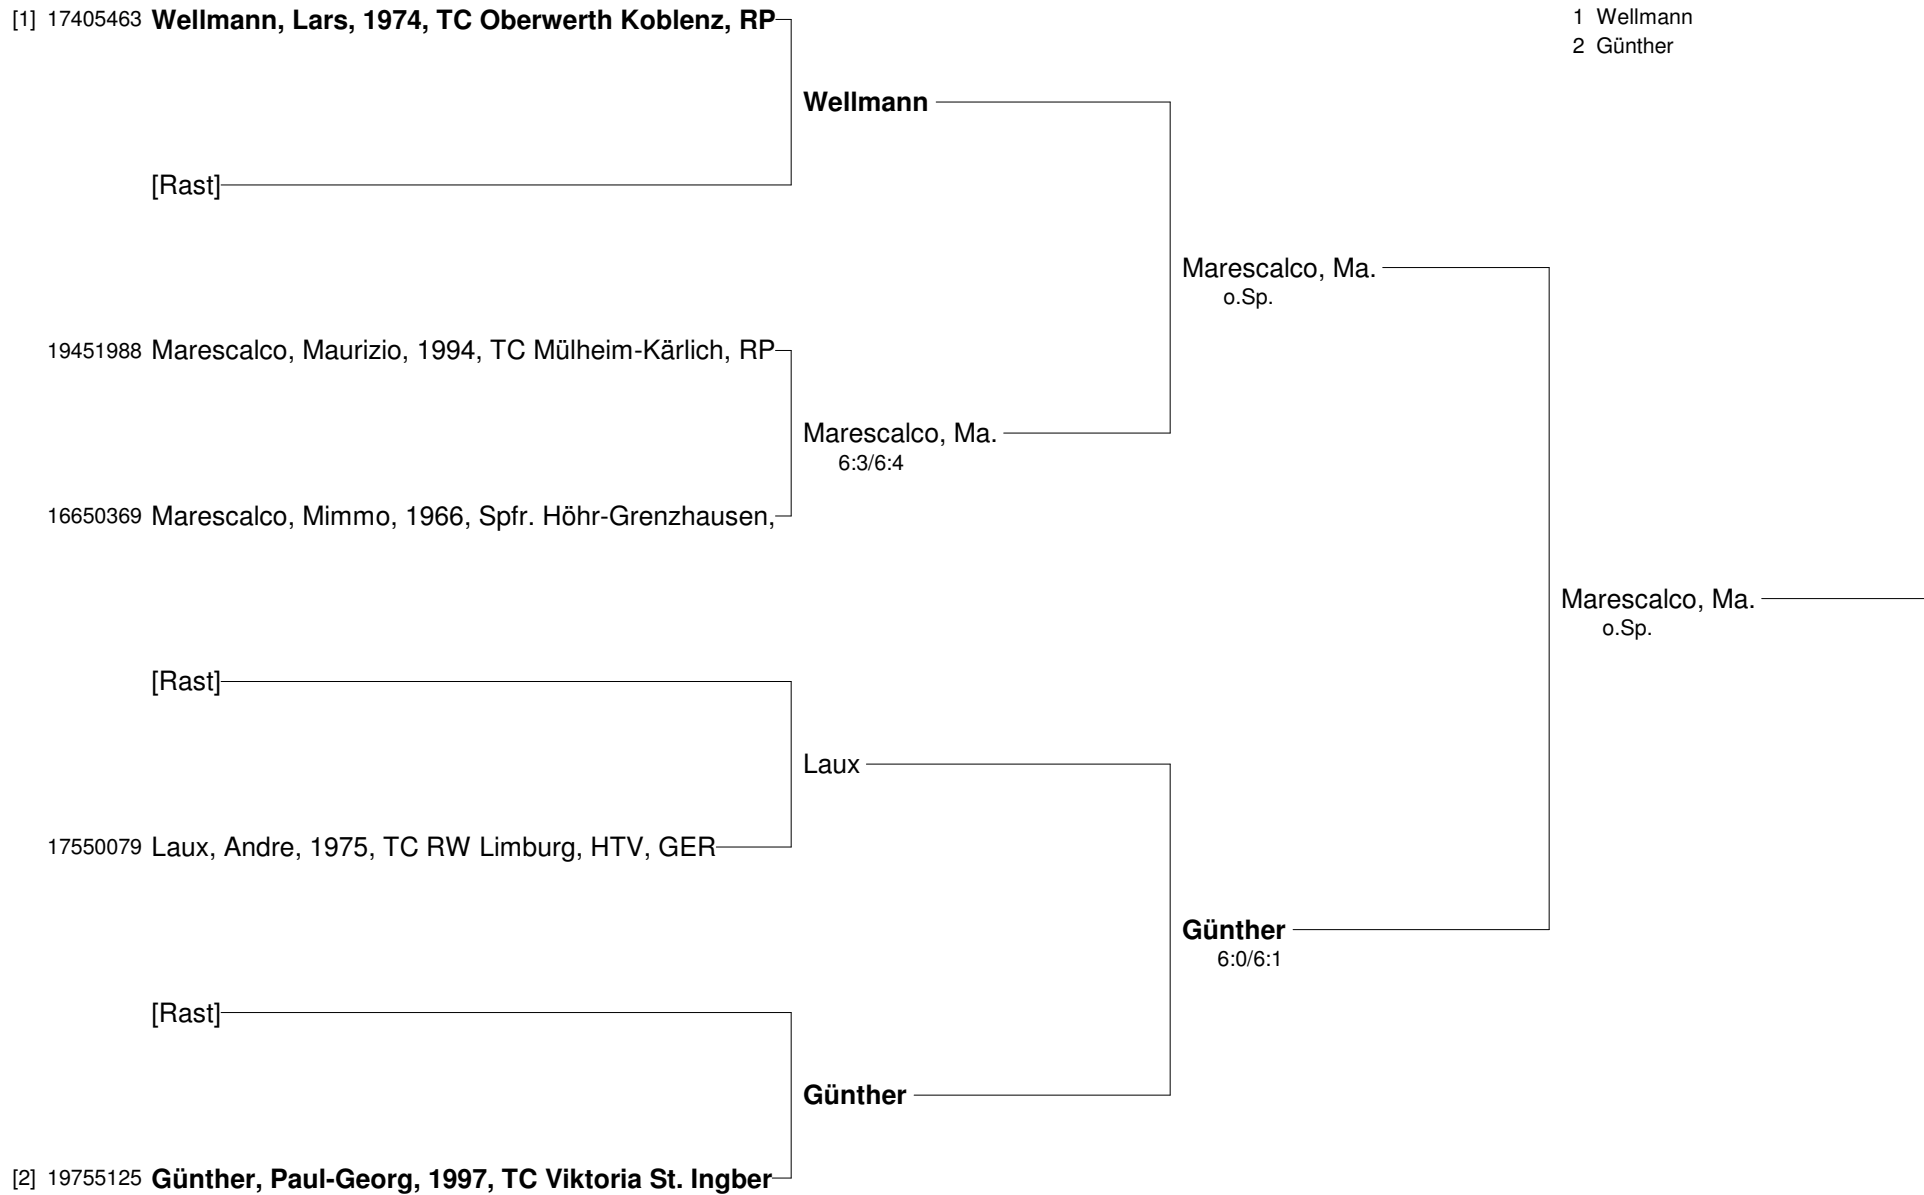 [1] 17405463 Wellmann, Lars, 1974, TC Oberwerth Koblenz, RP
1 Wellmann
2 Günther
Wellmann
[Rast]
Marescalco, Ma.
o.Sp.
19451988 Marescalco, Maurizio, 1994, TC Mülheim-Kärlich, RP
Marescalco, Ma.
6:3/6:4
16650369 Marescalco, Mimmo, 1966, Spfr. Höhr-Grenzhausen,
Marescalco, Ma.
o.Sp.
[Rast]
Laux
17550079 Laux, Andre, 1975, TC RW Limburg, HTV, GER
Günther
6:0/6:1
[Rast]
Günther
[2] 19755125 Günther, Paul-Georg, 1997, TC Viktoria St. Ingber